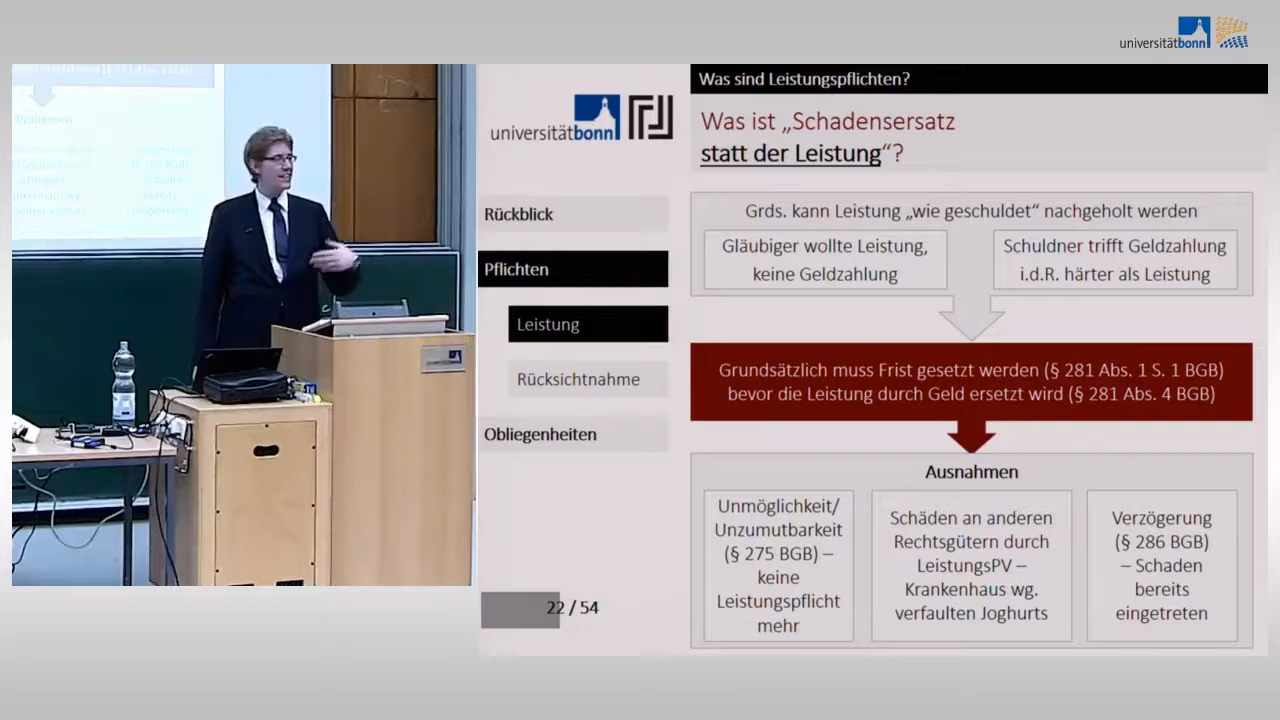 universitätbonn
Was sind Leistungspflichten?
universitätbonn
Was ist „Schadensersatz
statt der Leistung“?
Rückblick
Pflichten
Leistung
Rücksichtnahme
Obliegenheiten
22 / 54
Grds. kann Leistung „wie geschuldet“ nachgeholt werden
Gläubiger wollte Leistung,
keine Geldzahlung
Schuldner trifft Geldzahlung
i.d.R. härter als Leistung
Grundsätzlich muss Frist gesetzt werden (§ 281 Abs. 1 S. 1 BGB)
bevor die Leistung durch Geld ersetzt wird (§ 281 Abs. 4 BGB)
Ausnahmen
Unmöglichkeit/
Unzumutbarkeit
(§ 275 BGB) –
keine
Leistungspflicht
mehr
Schäden an anderen
Rechtsgütern durch
LeistungsPV –
Krankenhaus wg.
verfaulten Joghurts
Verzögerung
(§ 286 BGB)
– Schaden
bereits
eingetreten
Ausnahmen